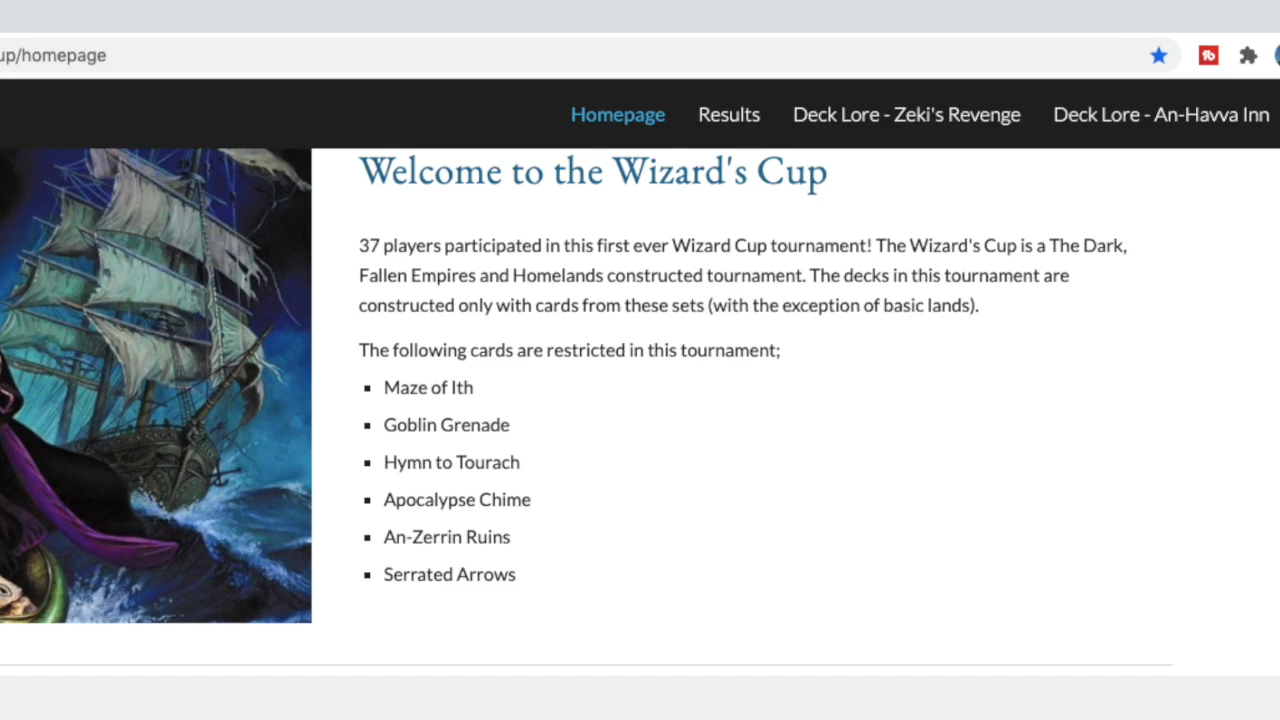 up/homepage
Homepage Results Deck Lore - Zeki's Revenge Deck Lore - An-Havva Inn
Welcome to the Wizard's Cup
37 players participated in this first ever Wizard Cup tournament! The Wizard's Cup is a The Dark,
Fallen Empires and Homelands constructed tournament. The decks in this tournament are
constructed only with cards from these sets (with the exception of basic lands).
The following cards are restricted in this tournament;
▪ Maze of Ith
▪ Goblin Grenade
▪ Hymn to Tourach
▪ Apocalypse Chime
▪ An-Zerrin Ruins
▪ Serrated Arrows